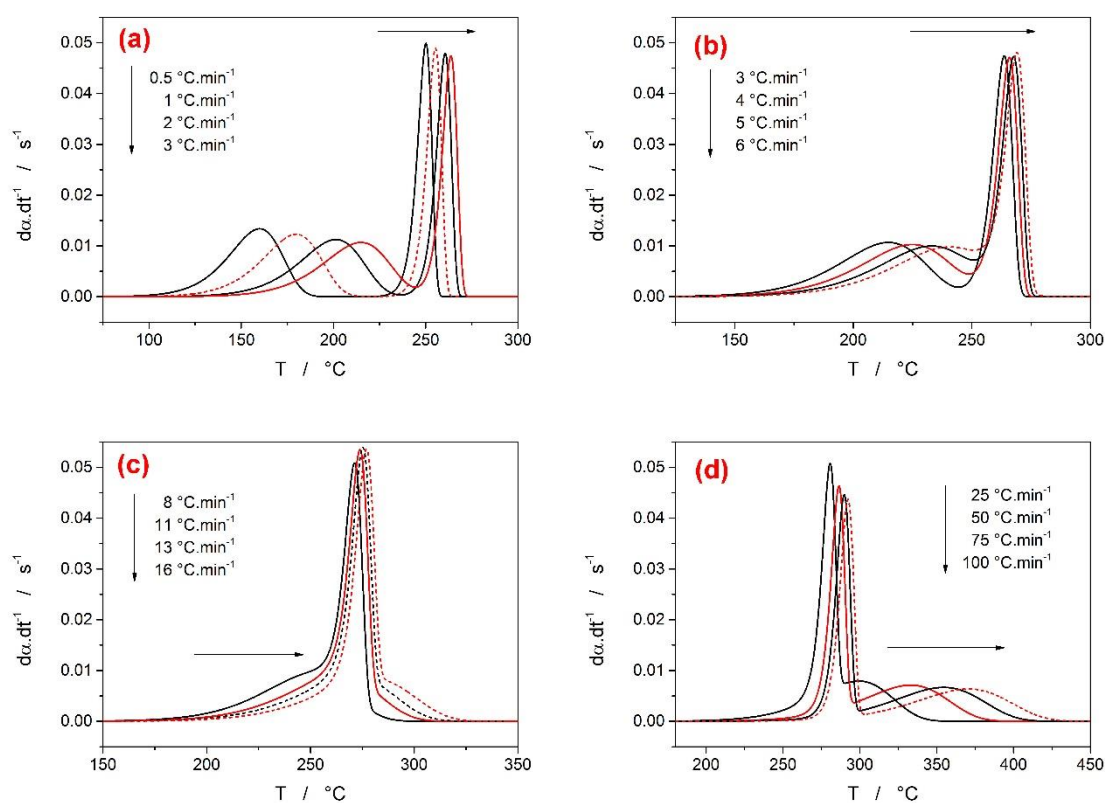 (a)
0.5 °C.min-1
1 °C.min-1
2 °C.min-1
3 °C.min-1
0.05
0.04
0.03
0.02
0.01
0.00
dα.dt-1 / s-1
100 150 200 250 300
T / °C
(b)
3 °C.min-1
4 °C.min-1
5 °C.min-1
6 °C.min-1
0.05
0.04
0.03
0.02
0.01
0.00
dα.dt-1 / s-1
150 200 250 300
T / °C
(c)
8 °C.min-1
11 °C.min-1
13 °C.min-1
16 °C.min-1
0.05
0.04
0.03
0.02
0.01
0.00
dα.dt-1 / s-1
150 200 250 300 350
T / °C
(d)
25 °C.min-1
50 °C.min-1
75 °C.min-1
100 °C.min-1
0.05
0.04
0.03
0.02
0.01
0.00
dα.dt-1 / s-1
200 250 300 350 400 450
T / °C